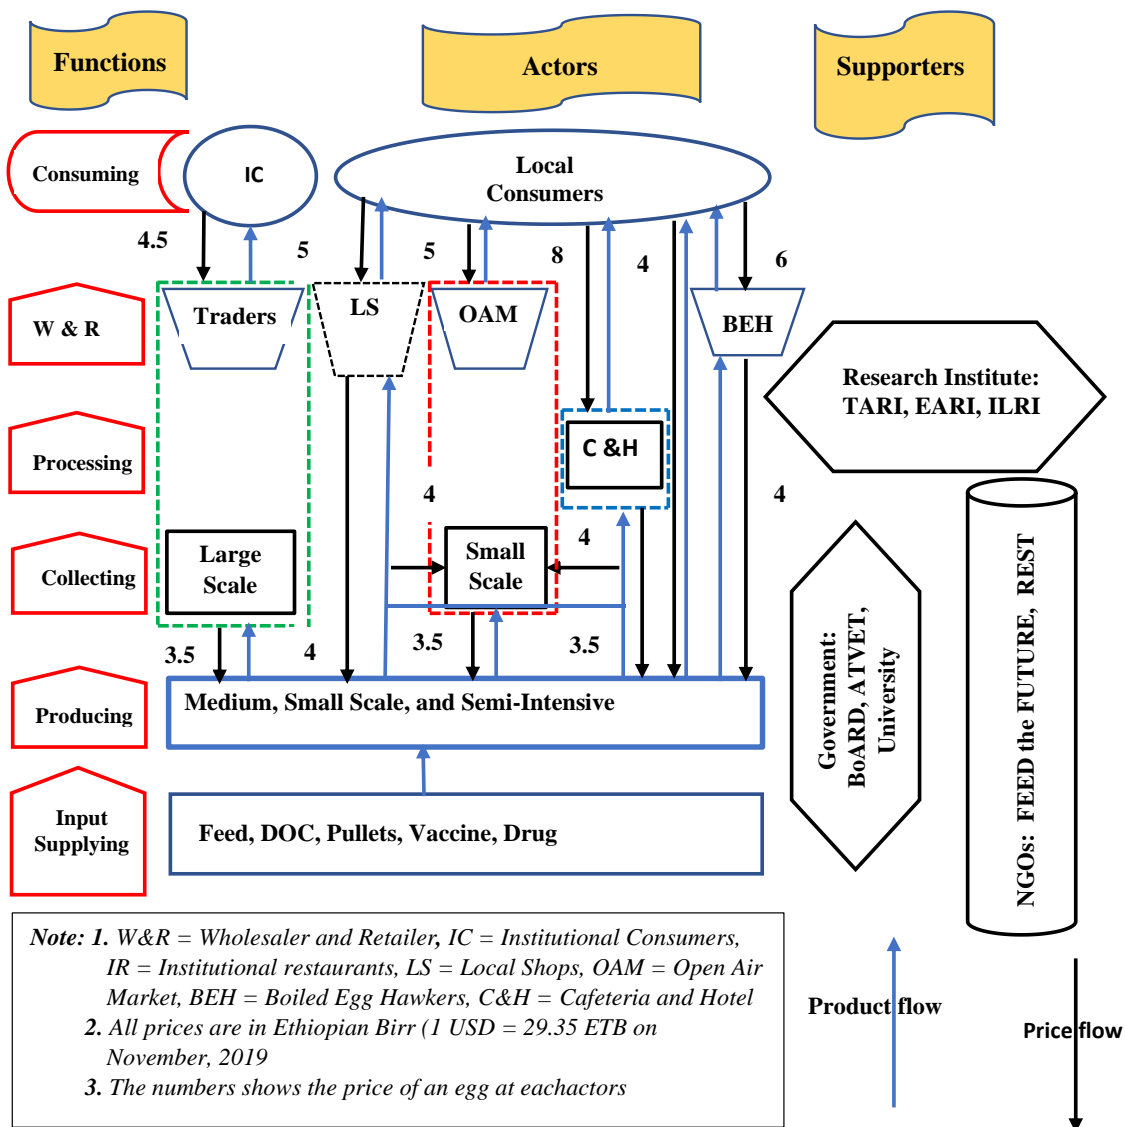 Functions
Actors
Supporters
Consuming
IC
Local
Consumers
4.5
5
5
8
4
6
W & R
Traders
LS
OAM
BEH
Research Institute:
TARI, EARI, ILRI
Processing
C &H
4
4
Collecting
Large
Scale
Small
Scale
4
3.5
4
3.5
3.5
Producing
Medium, Small Scale, and Semi-Intensive
Government:
BoARD, ATVET,
University
NGOs: FEED the FUTURE, REST
Input
Supplying
Feed, DOC, Pullets, Vaccine, Drug
Note: 1. W&R = Wholesaler and Retailer, IC = Institutional Consumers,
IR = Institutional restaurants, LS = Local Shops, OAM = Open Air
Market, BEH = Boiled Egg Hawkers, C&H = Cafeteria and Hotel
2. All prices are in Ethiopian Birr (1 USD = 29.35 ETB on
November, 2019
3. The numbers shows the price of an egg at eachactors
Product flow
Price flow